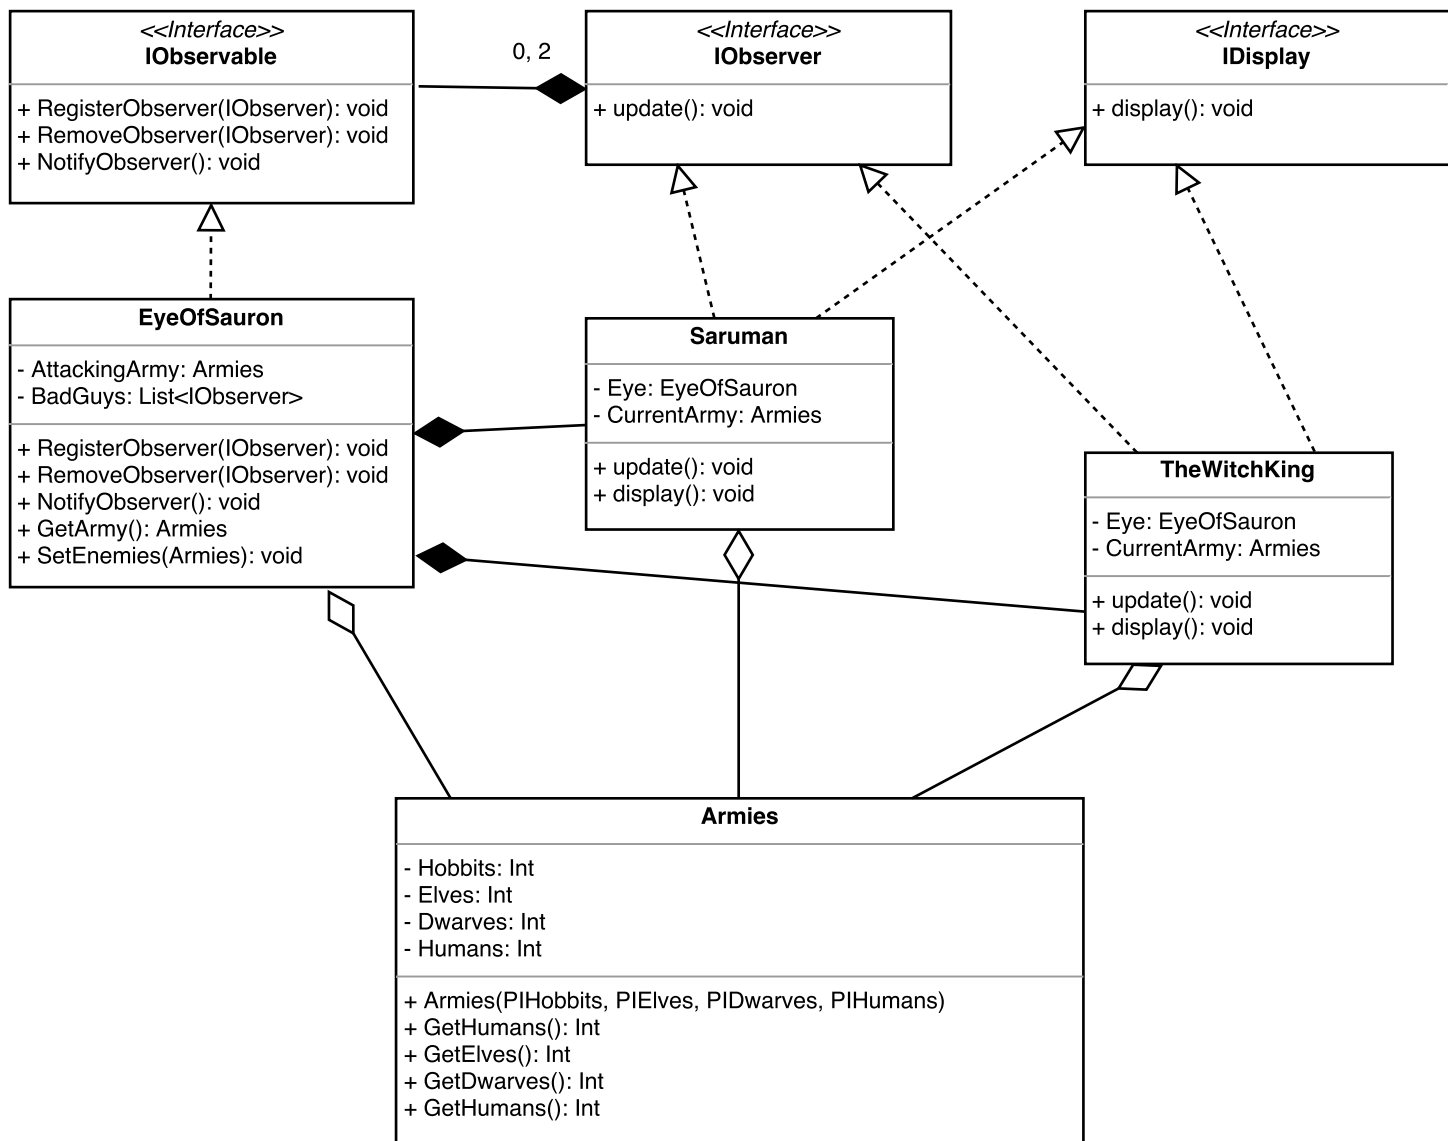 <<Interface>>
IObservable
+ RegisterObserver(IObserver): void
+ RemoveObserver(IObserver): void
+ NotifyObserver(): void
0, 2
<<Interface>>
IObserver
+ update(): void
<<Interface>>
IDisplay
+ display(): void
EyeOfSauron
- AttackingArmy: Armies
- BadGuys: List<IObserver>
+ RegisterObserver(IObserver): void
+ RemoveObserver(IObserver): void
+ NotifyObserver(): void
+ GetArmy(): Armies
+ SetEnemies(Armies): void
Saruman
- Eye: EyeOfSauron
- CurrentArmy: Armies
+ update(): void
+ display(): void
TheWitchKing
- Eye: EyeOfSauron
- CurrentArmy: Armies
+ update(): void
+ display(): void
Armies
- Hobbits: Int
- Elves: Int
- Dwarves: Int
- Humans: Int
+ Armies(PIHobbits, PIElves, PIDwarves, PIHumans)
+ GetHumans(): Int
+ GetElves(): Int
+ GetDwarves(): Int
+ GetHumans(): Int